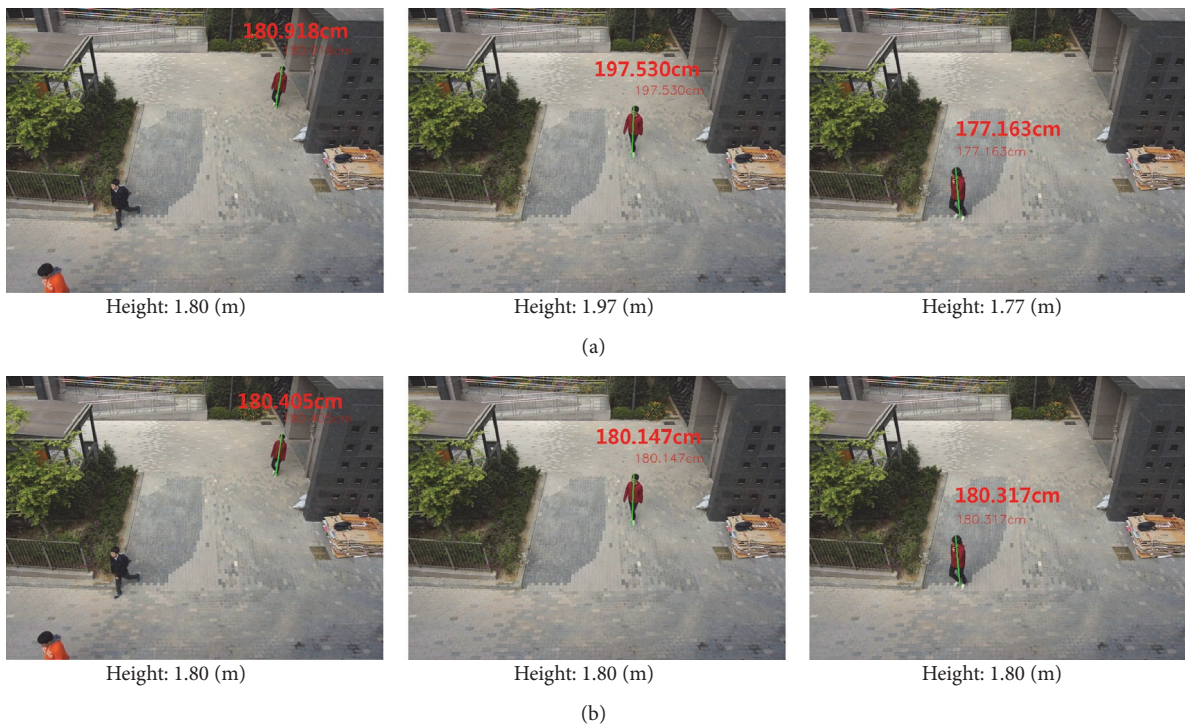 180.918cm
197.530cm
197.530cm
177.163cm
177.163cm
Height: 1.80 (m)
Height: 1.97 (m)
Height: 1.77 (m)
(a)
180.405cm
180.147cm
180.147cm
180.317cm
180.317cm
Height: 1.80 (m)
Height: 1.80 (m)
Height: 1.80 (m)
(b)